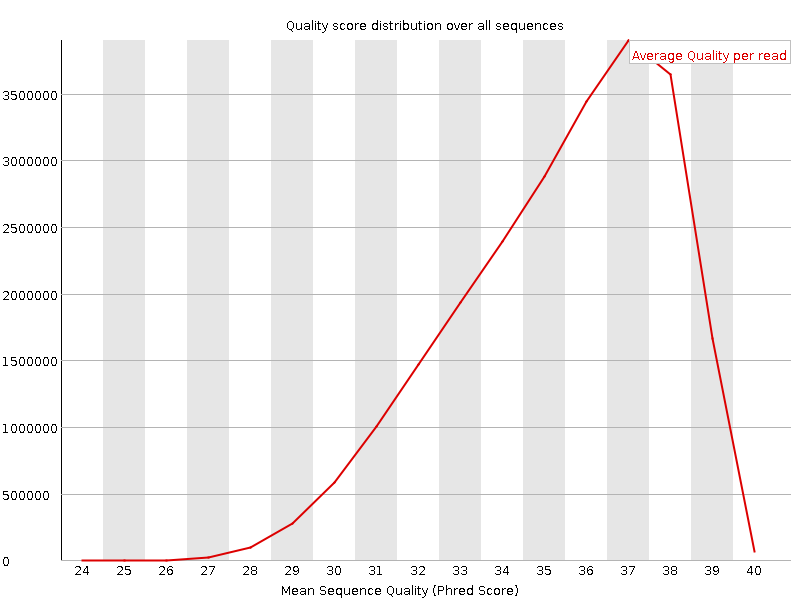 Quality score distribution over all sequences
Average Quality per read
3500000
3000000
2500000
2000000
1500000
1000000
500000
0
24 25 26 27 28 29 30 31 32 33 34 35 36 37 38 39 40
Mean Sequence Quality (Phred Score)